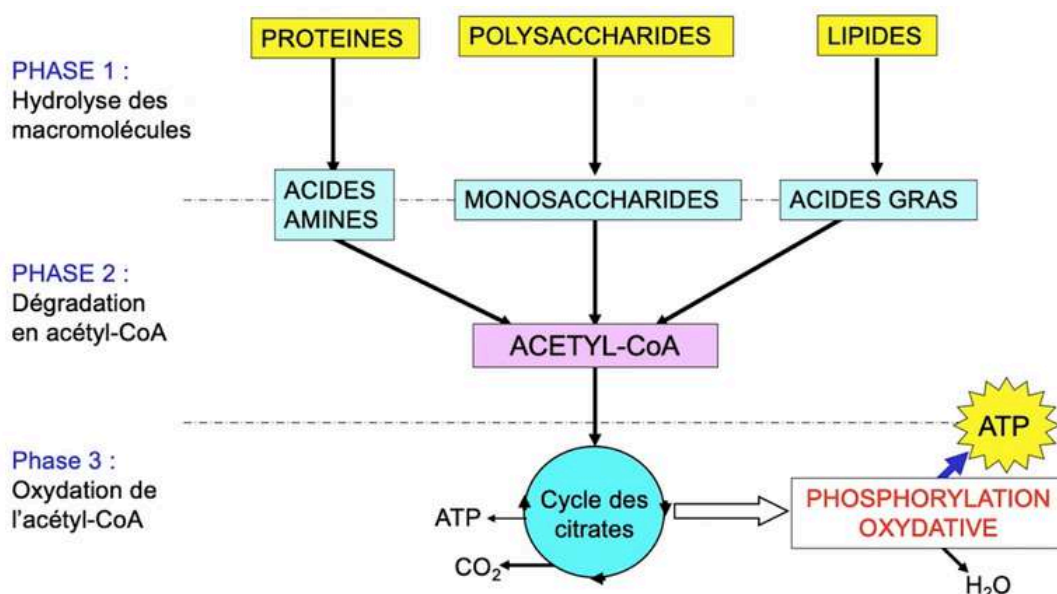 PROTEINES
POLYSACCHARIDES
LIPIDES
PHASE 1 :
Hydrolyse des
macromolécules
ACIDES
AMINES
MONOSACCHARIDES
ACIDES GRAS
PHASE 2 :
Dégradation
en acétyl-CoA
ACETYL-CoA
ATP
Phase 3 :
Oxydation de
l'acétyl-CoA
Cycle des
citrates
ATP
CO₂
PHOSPHORYLATION
OXYDATIVE
H₂O